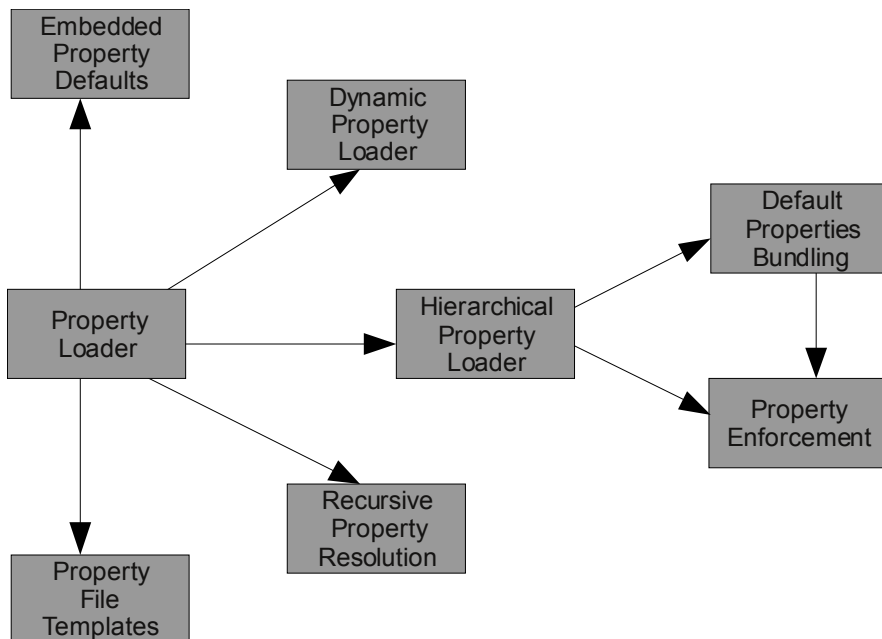 Embedded
Property
Defaults
Dynamic
Property
Loader
Default
Properties
Bundling
Property
Loader
Hierarchical
Property
Loader
Property
Enforcement
Recursive
Property
Resolution
Property
File
Templates